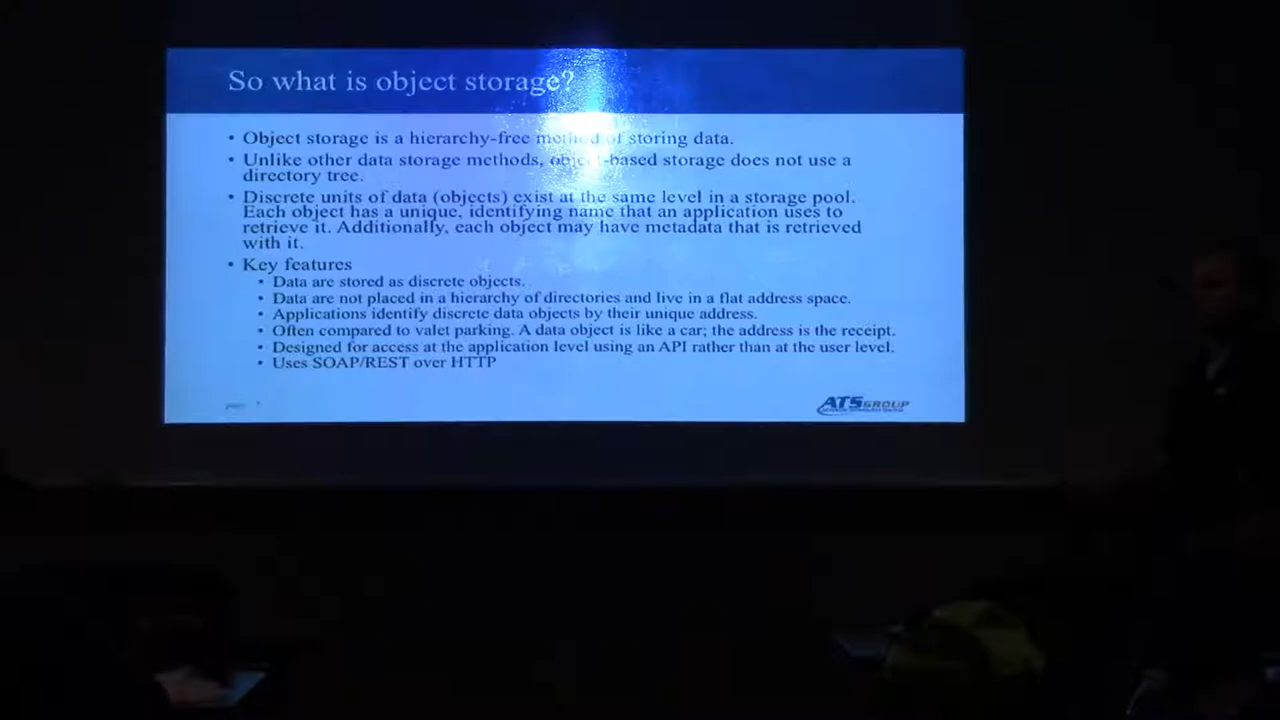 So what is object storage?
• Object storage is a hierarchy-free method of storing data.
• Unlike other data storage methods, object-based storage does not use a
directory tree.
• Discrete units of data (objects) exist at the same level in a storage pool.
Each object has a unique, identifying name that an application uses to
retrieve it. Additionally, each object may have metadata that is retrieved
with it.
• Key features
• Data are stored as discrete objects.
• Data are not placed in a hierarchy of directories and live in a flat address space.
• Applications identify discrete data objects by their unique address.
• Often compared to valet parking. A data object is like a car; the address is the receipt.
• Designed for access at the application level using an API rather than at the user level.
• Uses SOAP/REST over HTTP
ATS GROUP